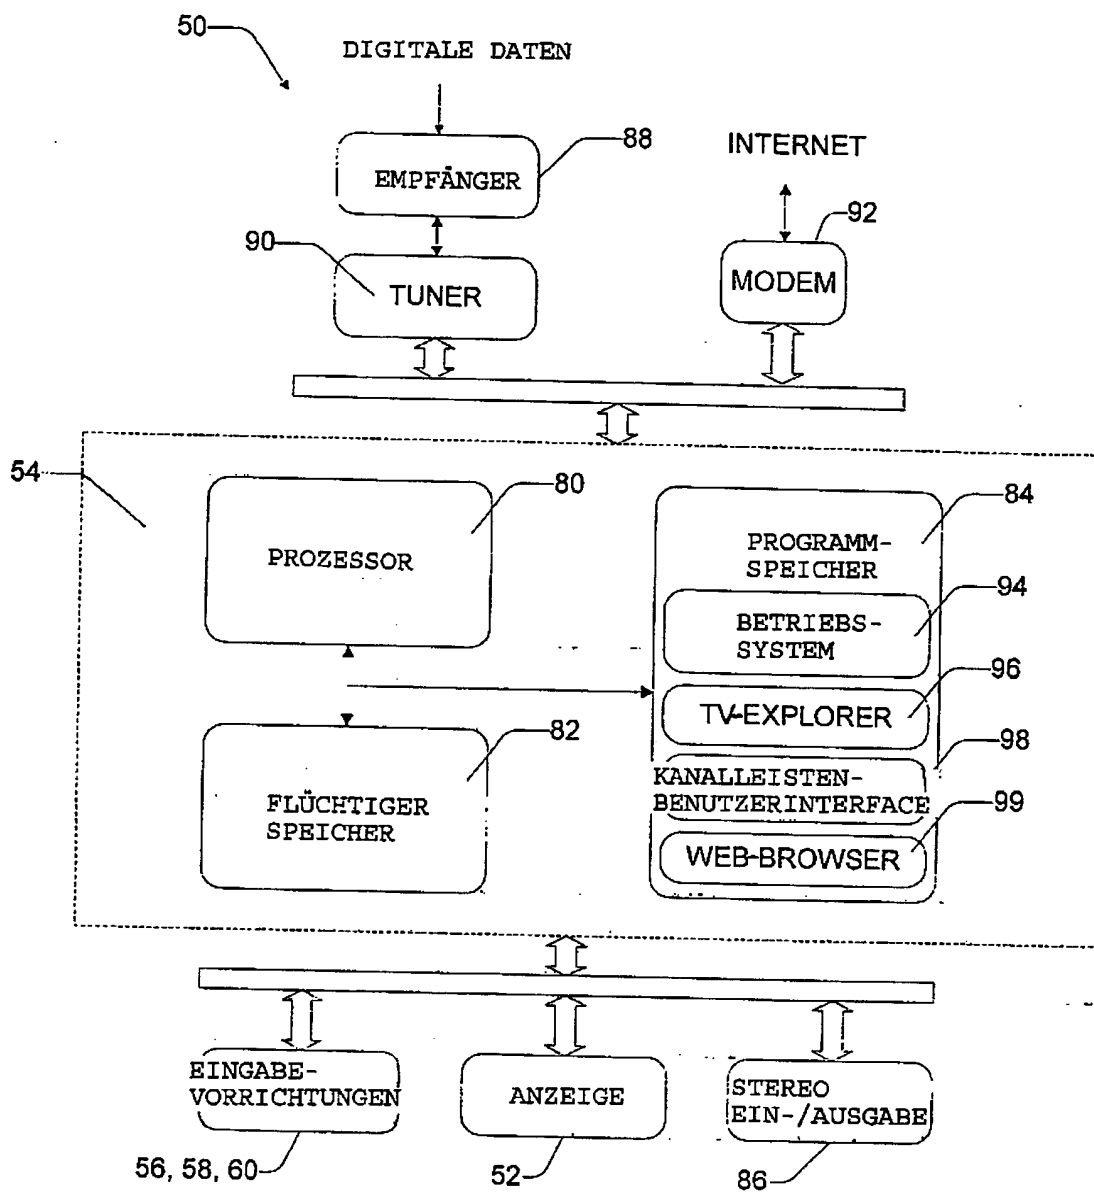 50
DIGITALE DATEN
88
EMPFÄNGER
INTERNET
90
TUNER
92
MODEM
54
80
PROZESSOR
84
PROGRAMM-
SPEICHER
94
BETRIEBS-
SYSTEM
96
TV-EXPLORER
82
FLÜCHTIGER
SPEICHER
98
KANALLEISTEN-
BENUTZERINTERFACE
99
WEB-BROWSER
EINGABE-
VORRICHTUNGEN
ANZEIGE
STEREO
EIN-/AUSGABE
56, 58, 60
52
86